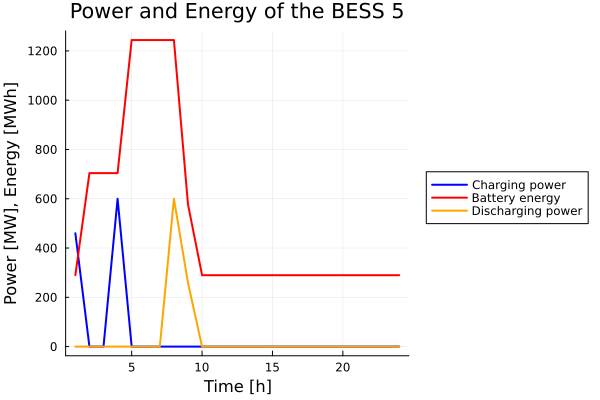 Power and Energy of the BESS 5
Power [MW], Energy [MWh]
1200
1000
800
600
400
200
0
5
10
15
20
Time [h]
Charging power
Battery energy
Discharging power